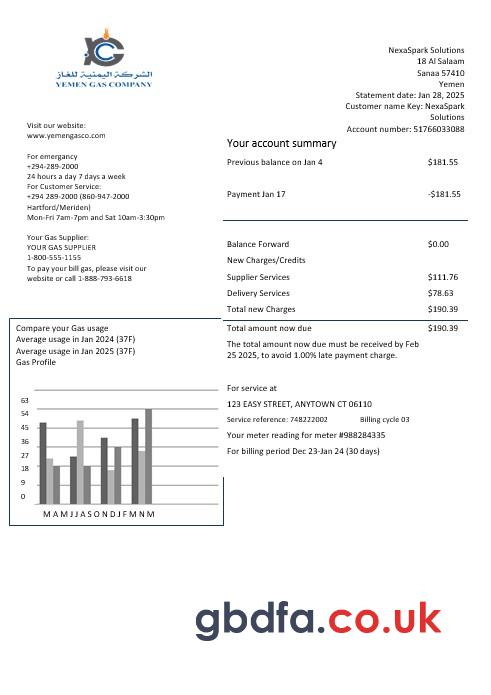 الشركة اليمنية للغاز
YEMEN GAS COMPANY
NexaSpark Solutions
18 Al Salaam
Sanaa 57410
Yemen
Statement date: Jan 28, 2025
Customer name Key: NexaSpark
Solutions
Account number: 51766033088
Visit our website:
www.yemengasco.com
For emergancy
+294-289-2000
24 hours a day 7 days a week
For Customer Service:
+294 289-2000 (860-947-2000
Hartford/Meriden)
Mon-Fri 7am-7pm and Sat 10am-3:30pm
Your Gas Supplier:
YOUR GAS SUPPLIER
1-800-555-1155
To pay your bill gas, please visit our
website or call 1-888-793-6618
Your account summary
Previous balance on Jan 4 $181.55
Payment Jan 17 -$181.55
Balance Forward $0.00
New Charges/Credits
Supplier Services $111.76
Delivery Services $78.63
Total new Charges $190.39
Total amount now due $190.39
The total amount now due must be received by Feb
25 2025, to avoid 1.00% late payment charge.
Compare your Gas usage
Average usage in Jan 2024 (37F)
Average usage in Jan 2025 (37F)
Gas Profile
63
54
45
36
27
18
9
0
M A M J J A S O N D J F M N M
For service at
123 EASY STREET, ANYTOWN CT 06110
Service reference: 748222002 Billing cycle 03
Your meter reading for meter #988284335
For billing period Dec 23-Jan 24 (30 days)
gbdfa.co.uk